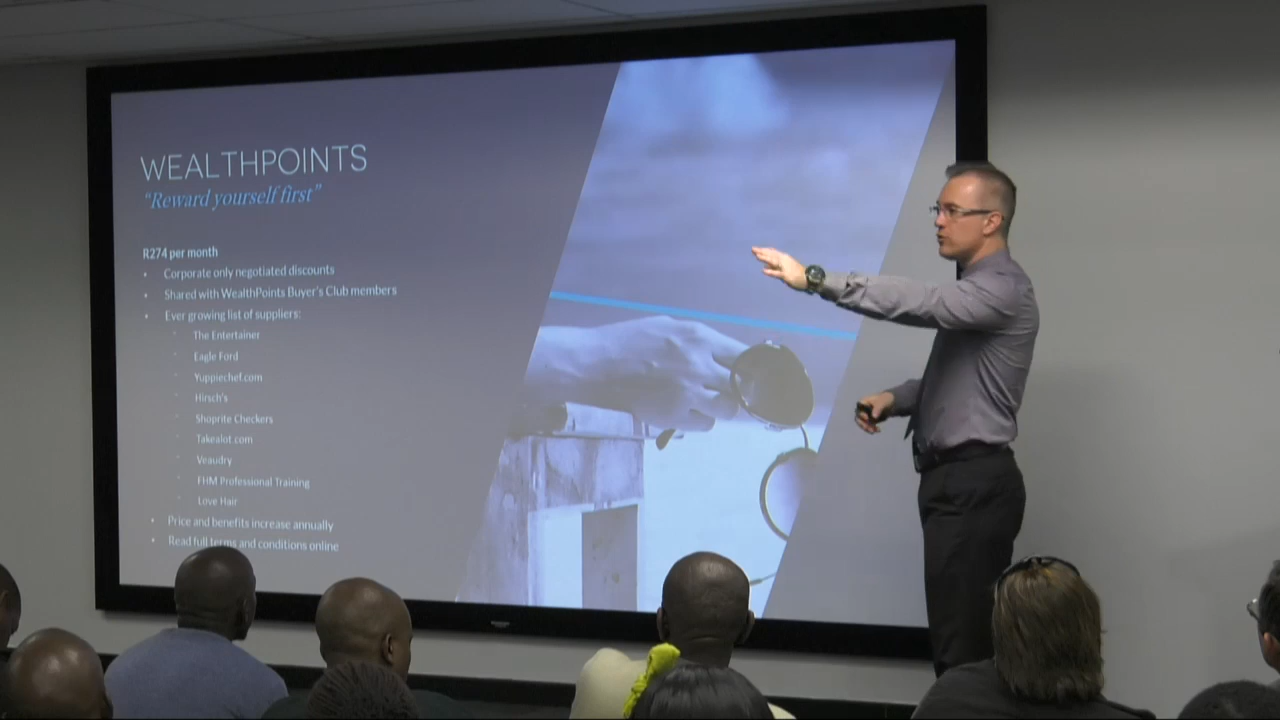 WEALTHPOINTS
“Reward yourself first”
R274 per month
• Corporate only negotiated discounts
• Shared with WealthPoints Buyer's Club members
• Ever growing list of suppliers:
- The Entertainer
- Eagle Ford
- Yuppiechef.com
- Hirsch's
- Shoprite Checkers
- Takealot.com
- Veaudry
- FHM Professional Training
- Love Hair
• Price and benefits increase annually
• Read full terms and conditions online